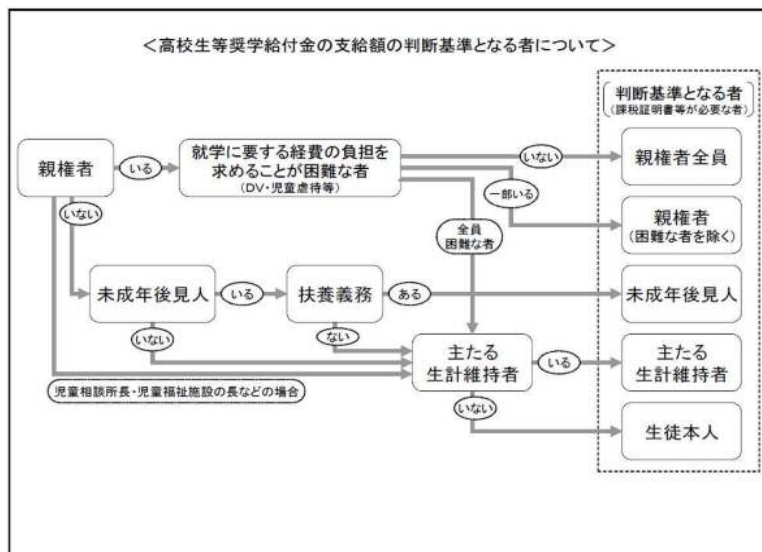 ＜高校生等奨学給付金の支給額の判断基準となる者について＞
判断基準となる者
（課税証明書等が必要な者）
親権者
いる
就学に要する経費の負担を
求めることが困難な者
（DV・児童虐待等）
いない
親権者全員
一部いる
親権者
（困難な者を除く）
全員
困難な者
いない
未成年後見人
いる
扶養義務
ある
未成年後見人
いない
ない
主たる
生計維持者
いる
主たる
生計維持者
児童相談所長・児童福祉施設の長などの場合
いない
生徒本人